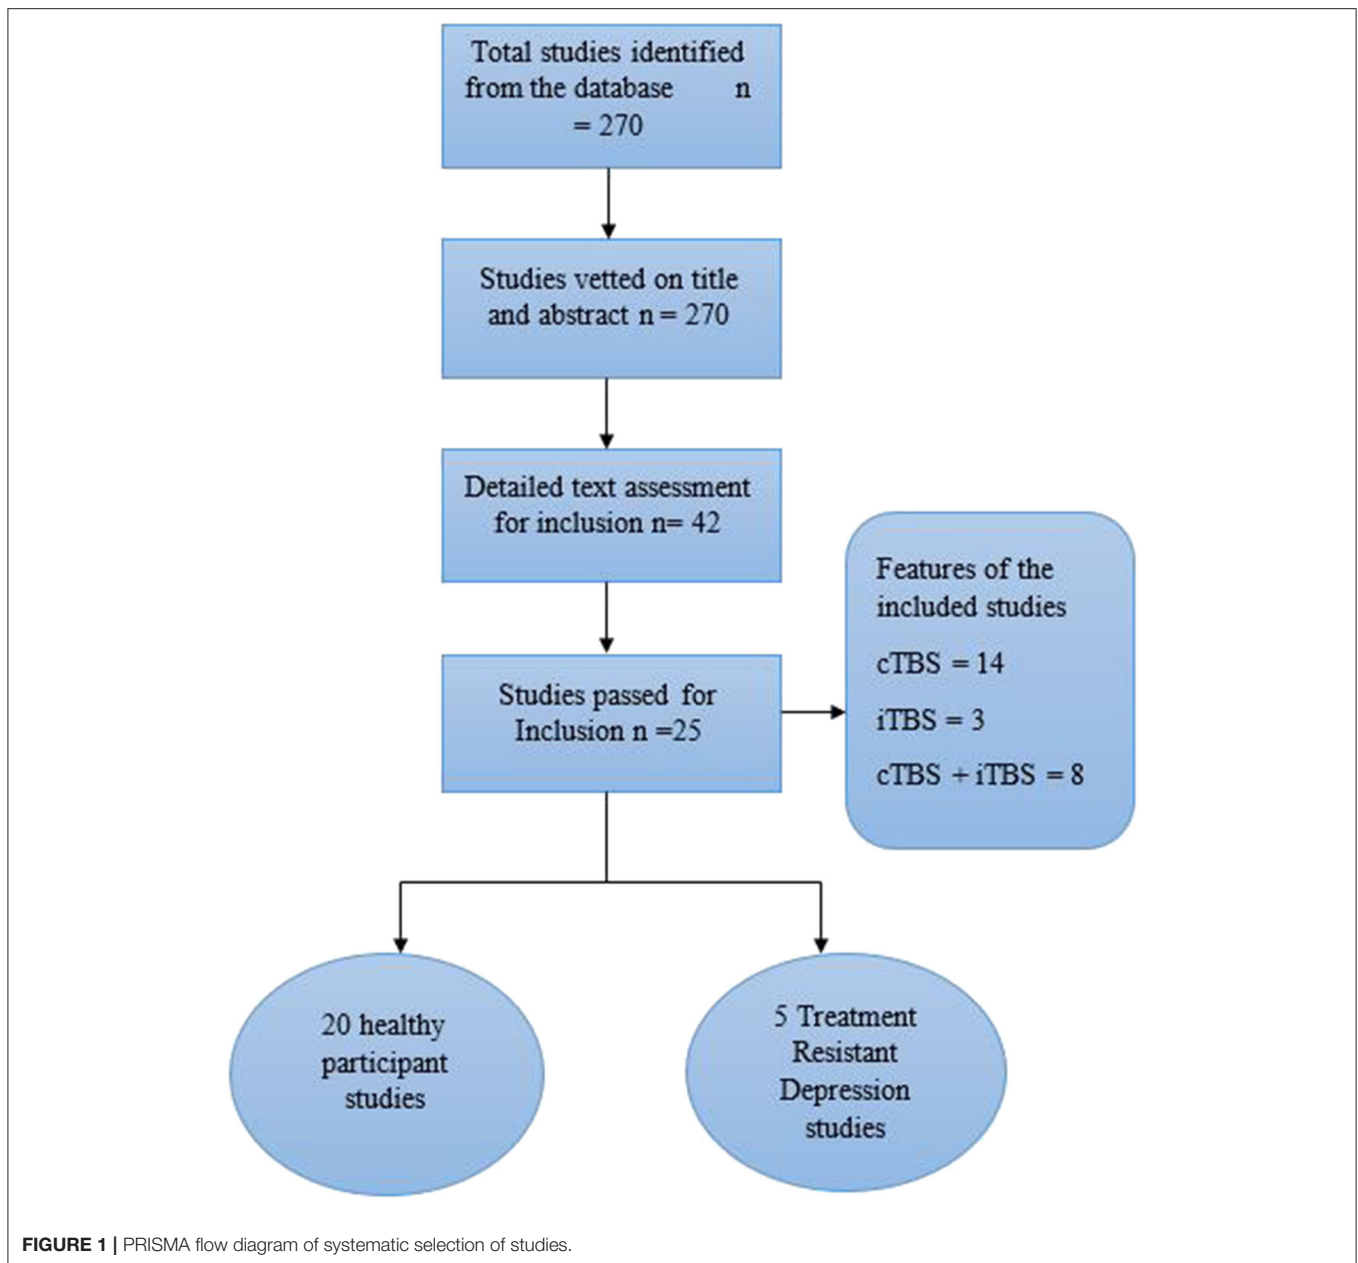 Total studies identified
from the database n
= 270
Studies vetted on title
and abstract n = 270
Detailed text assessment
for inclusion n= 42
Studies passed for
Inclusion n =25
Features of the
included studies
cTBS = 14
iTBS = 3
cTBS + iTBS = 8
20 healthy
participant
studies
5 Treatment
Resistant
Depression
studies
FIGURE 1 | PRISMA flow diagram of systematic selection of studies.